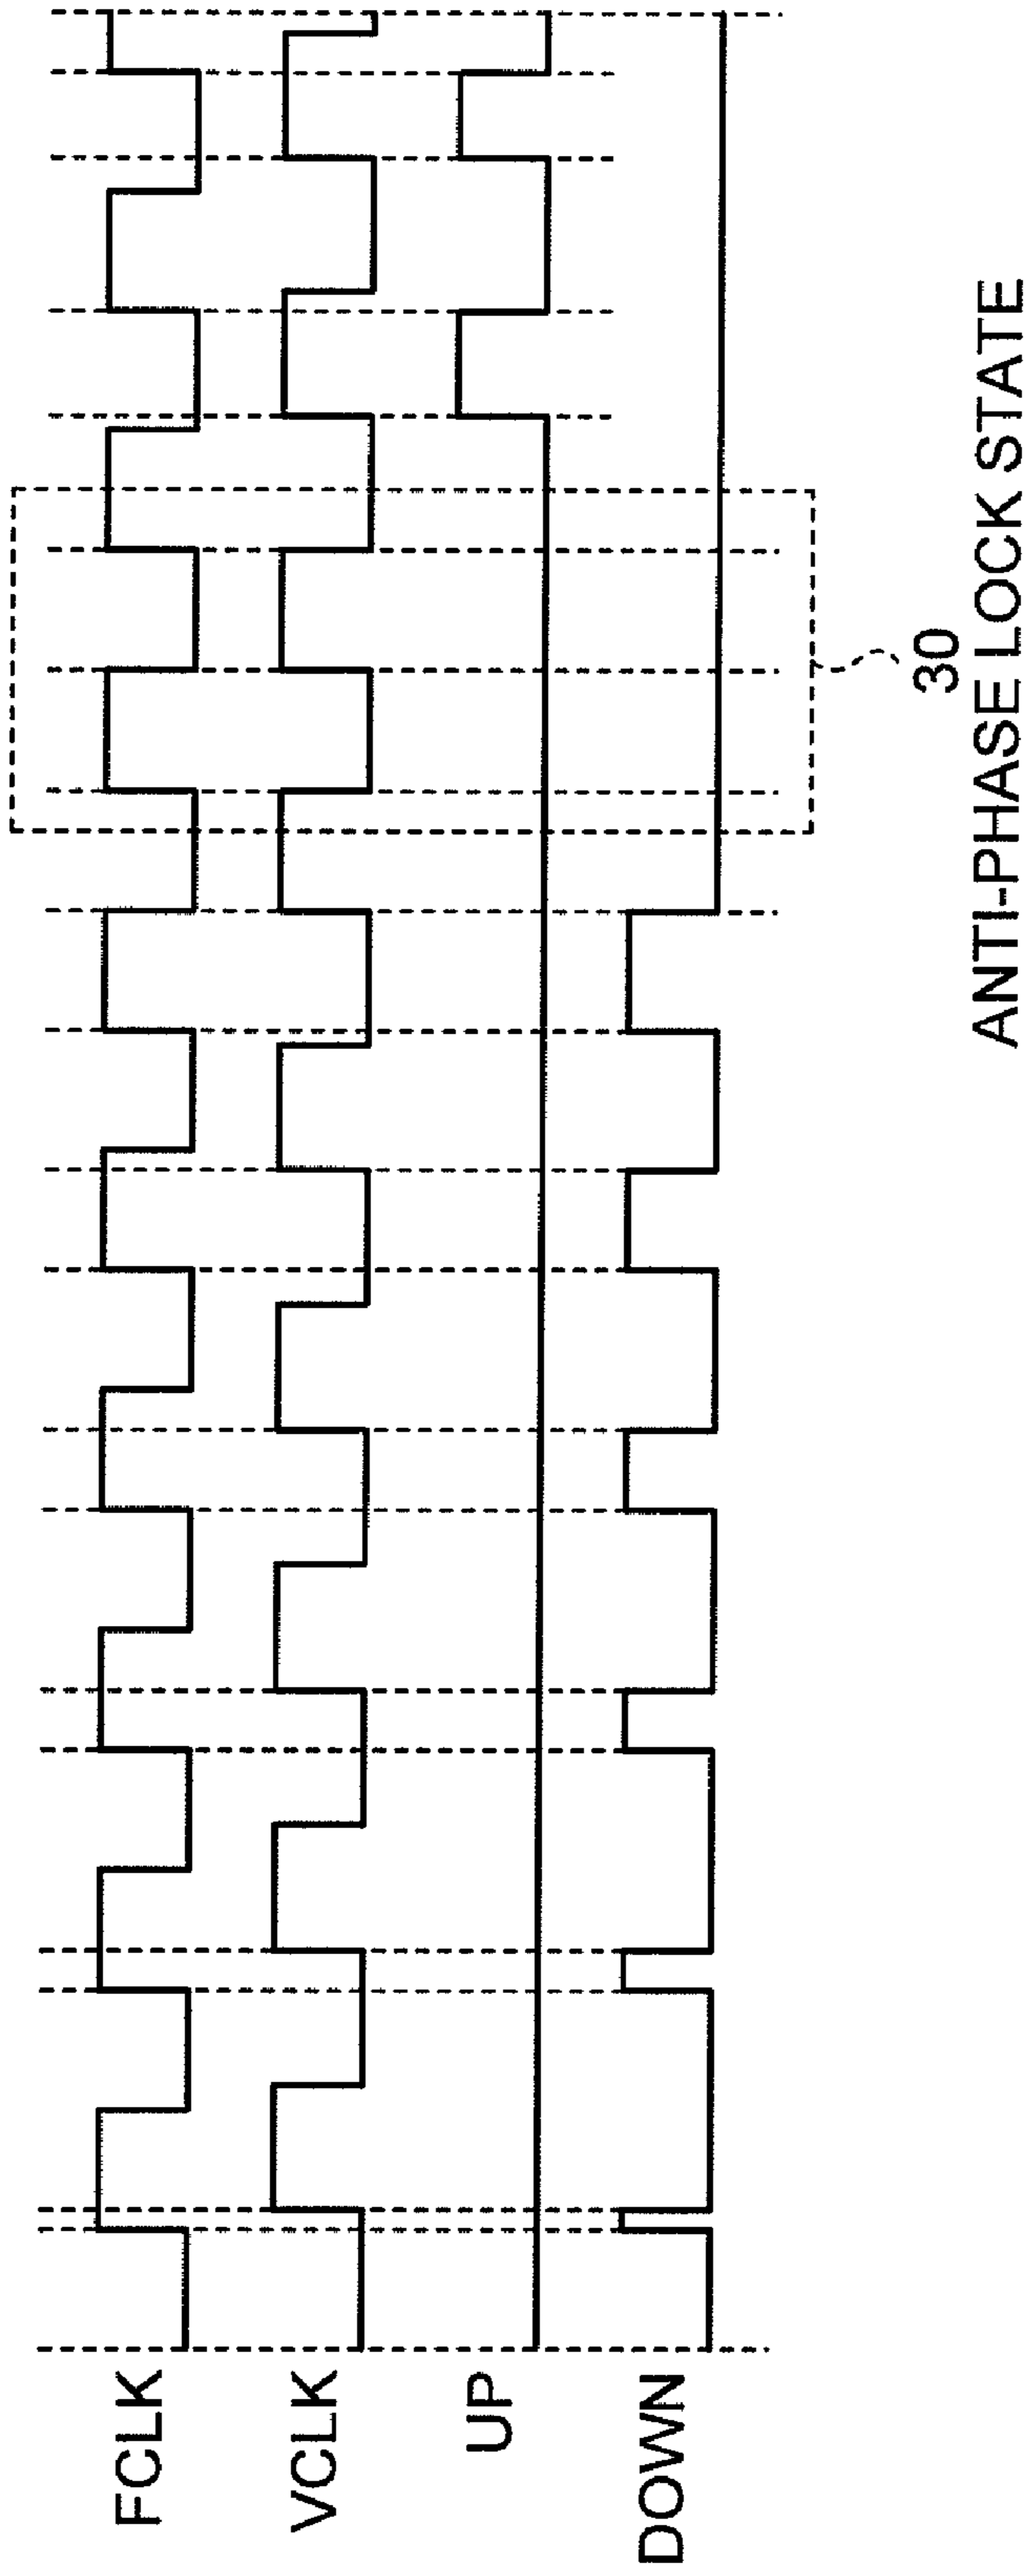 FCLK
VCLK
UP
DOWN
30
ANTI-PHASE LOCK STATE